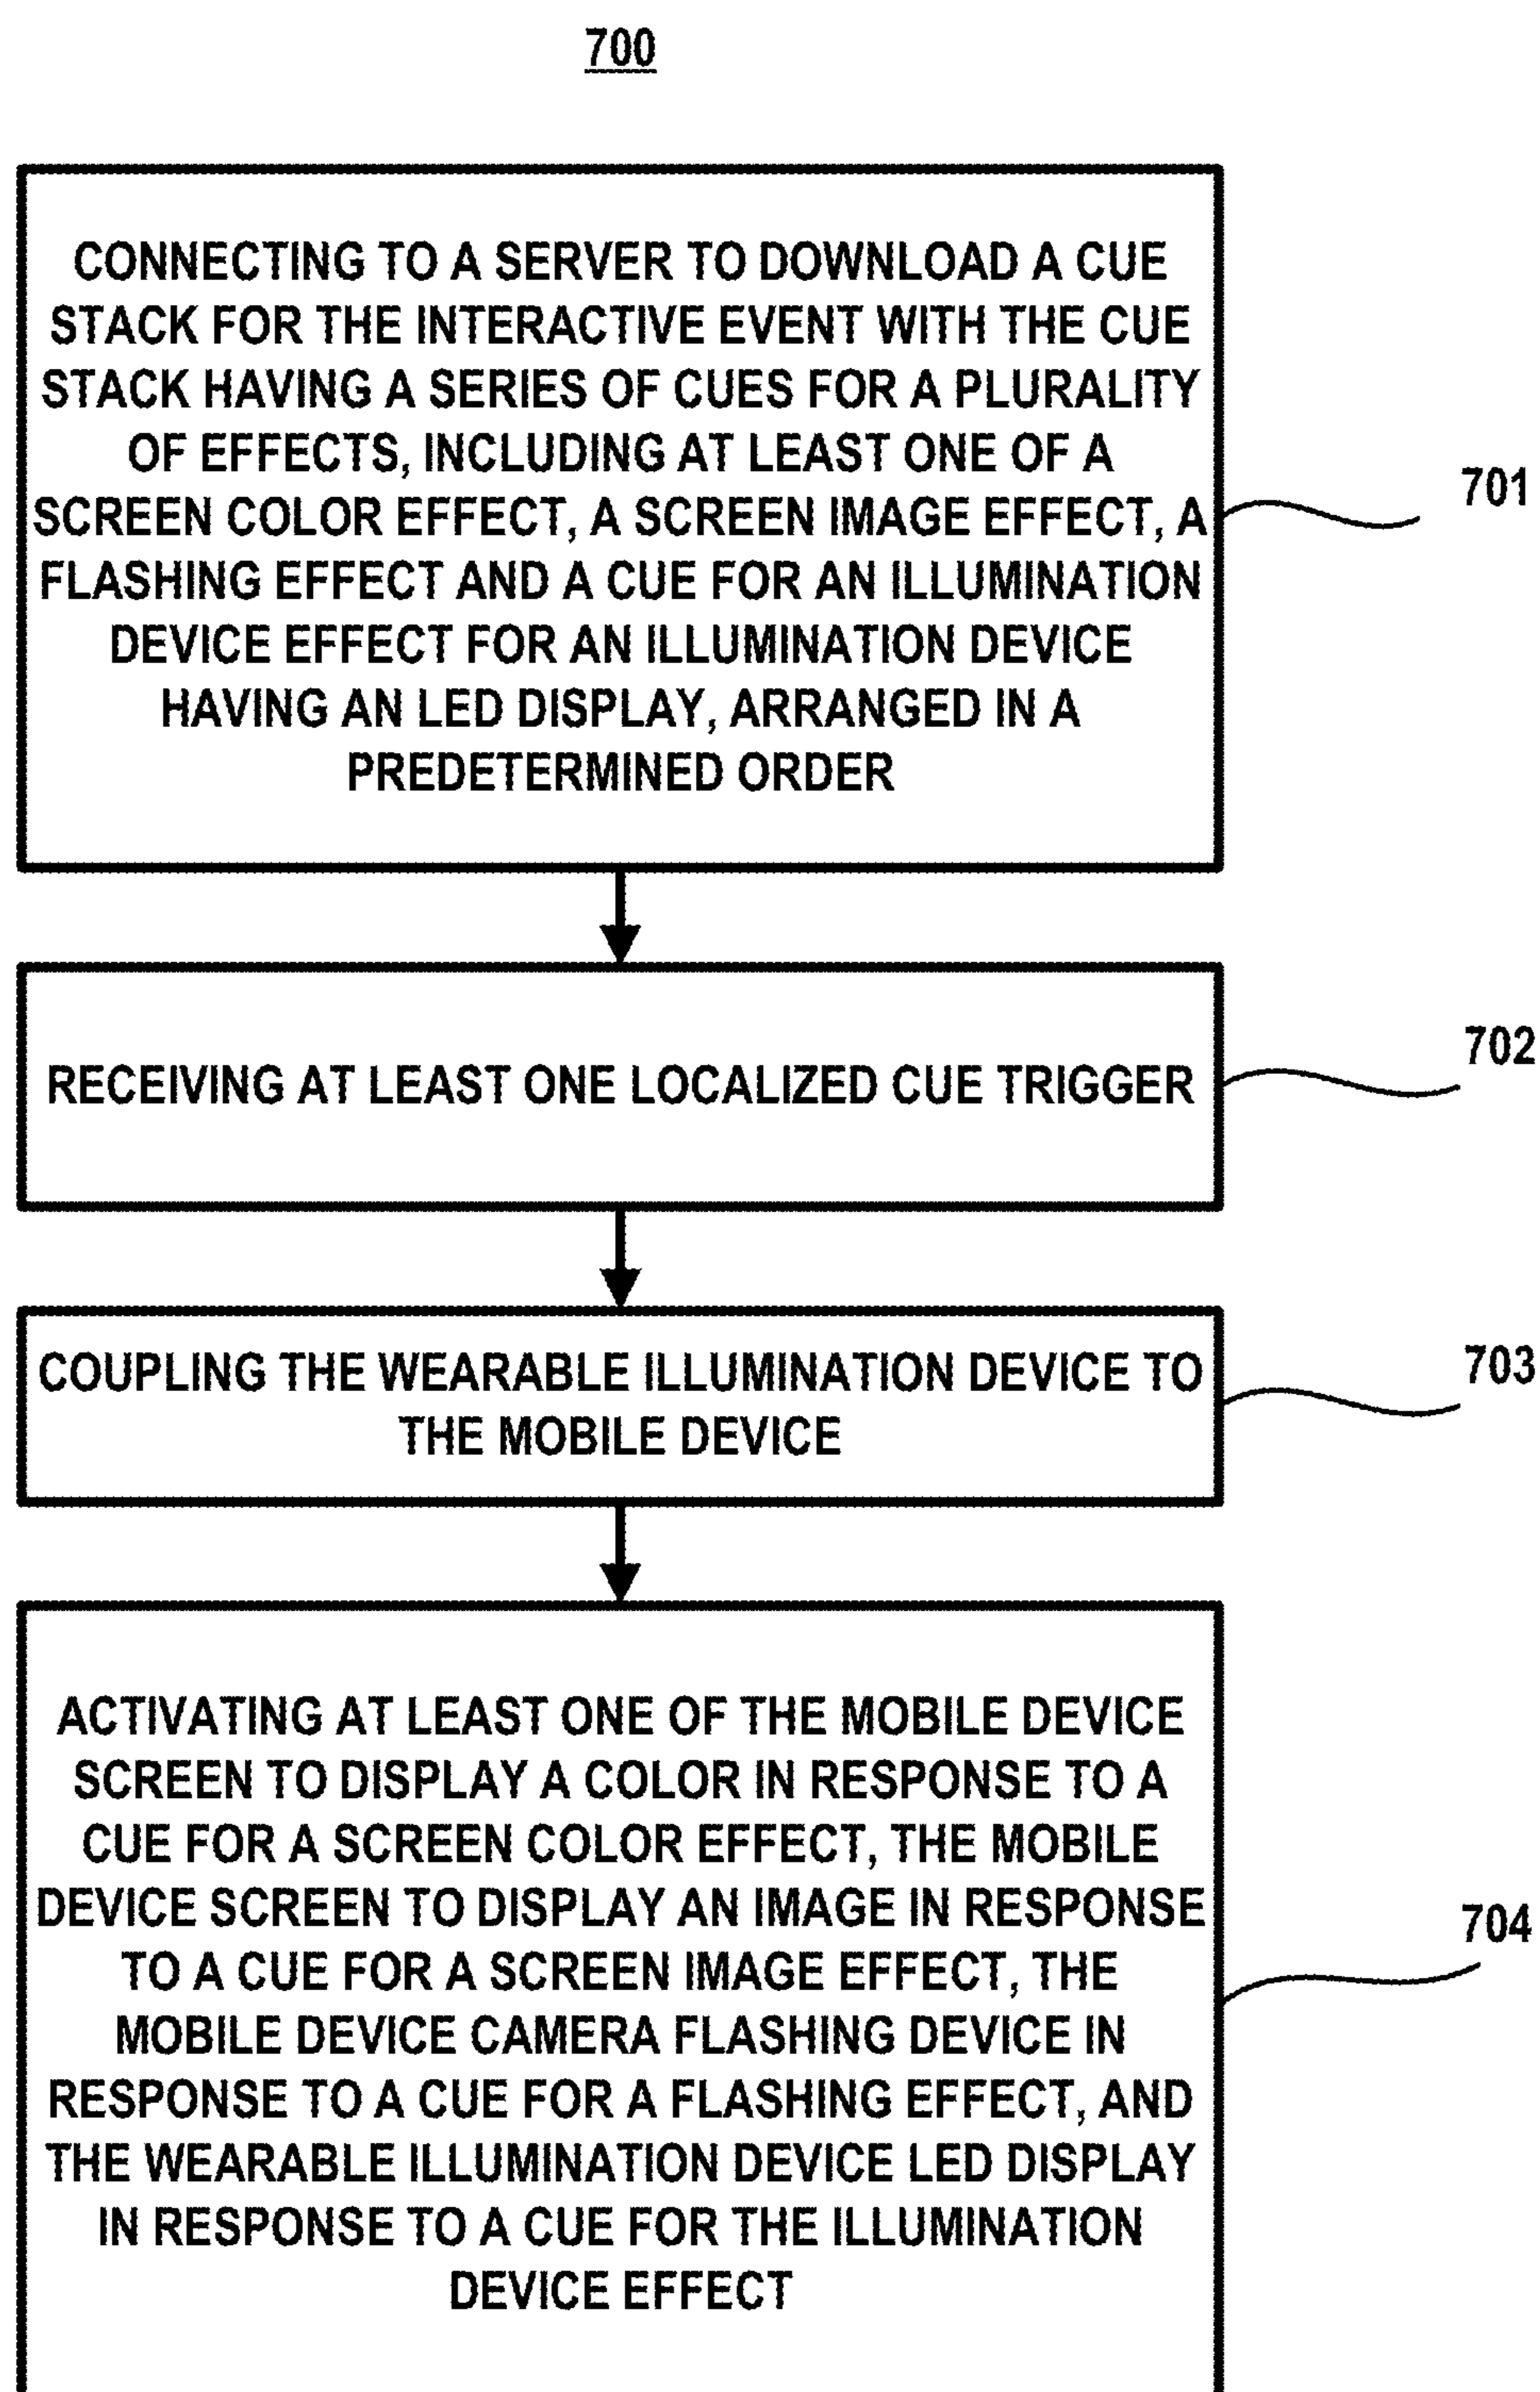 700
CONNECTING TO A SERVER TO DOWNLOAD A CUE
STACK FOR THE INTERACTIVE EVENT WITH THE CUE
STACK HAVING A SERIES OF CUES FOR A PLURALITY
OF EFFECTS, INCLUDING AT LEAST ONE OF A
SCREEN COLOR EFFECT, A SCREEN IMAGE EFFECT, A
FLASHING EFFECT AND A CUE FOR AN ILLUMINATION
DEVICE EFFECT FOR AN ILLUMINATION DEVICE
HAVING AN LED DISPLAY, ARRANGED IN A
PREDETERMINED ORDER
701
RECEIVING AT LEAST ONE LOCALIZED CUE TRIGGER
702
COUPLING THE WEARABLE ILLUMINATION DEVICE TO
THE MOBILE DEVICE
703
ACTIVATING AT LEAST ONE OF THE MOBILE DEVICE
SCREEN TO DISPLAY A COLOR IN RESPONSE TO A
CUE FOR A SCREEN COLOR EFFECT, THE MOBILE
DEVICE SCREEN TO DISPLAY AN IMAGE IN RESPONSE
TO A CUE FOR A SCREEN IMAGE EFFECT, THE
MOBILE DEVICE CAMERA FLASHING DEVICE IN
RESPONSE TO A CUE FOR A FLASHING EFFECT, AND
THE WEARABLE ILLUMINATION DEVICE LED DISPLAY
IN RESPONSE TO A CUE FOR THE ILLUMINATION
DEVICE EFFECT
704